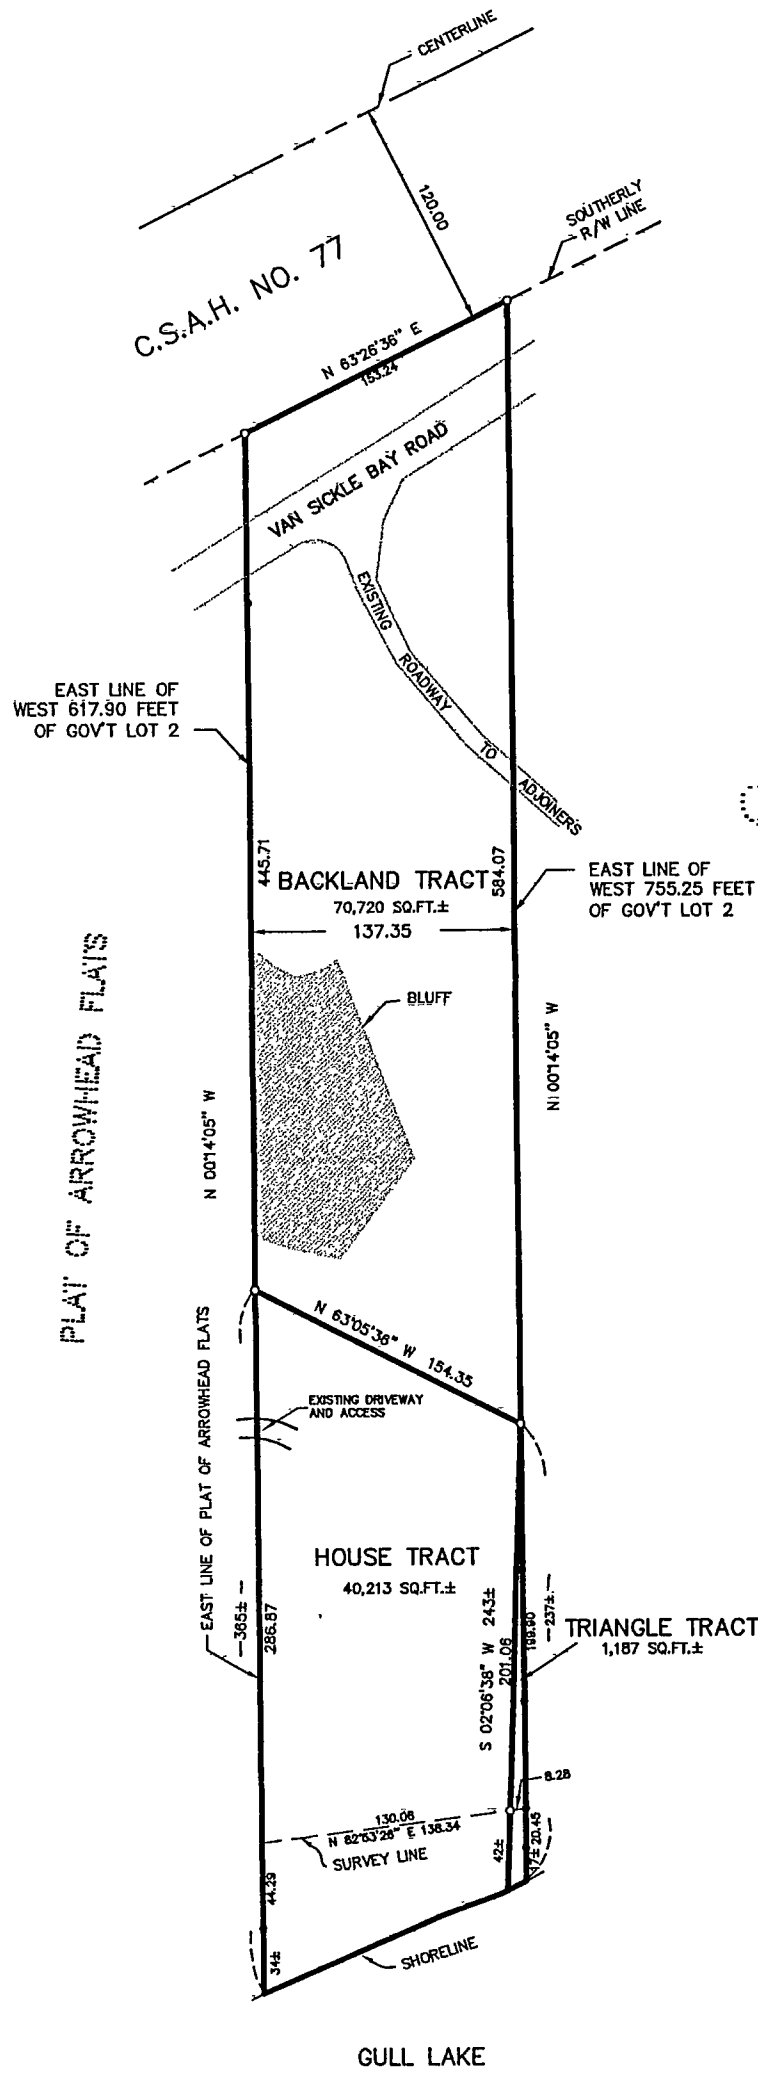 CENTERLINE
120.00
SOUTHERLY
R/W LINE
C.S.A.H. NO. 77
N 63°26'36" E
153.24
VAN SICKLE BAY ROAD
EXISTING ROADWAY TO ADJOINERS
EAST LINE OF
WEST 617.90 FEET
OF GOV'T LOT 2
445.71
584.07
BACKLAND TRACT
70,720 SQ.FT.±
137.35
EAST LINE OF
WEST 755.25 FEET
OF GOV'T LOT 2
PLAT OF ARROWHEAD FLATS
BLUFF
N 00°14'05" W
N 00°14'05" W
N 63°05'36" W 154.35
EXISTING DRIVEWAY
AND ACCESS
EAST LINE OF PLAT OF ARROWHEAD FLATS
HOUSE TRACT
40,213 SQ.FT.±
365±
286.87
S 02°06'38" W 243±
201.06
199.90
237±
TRIANGLE TRACT
1,187 SQ.FT.±
8.28
130.06
N 82°53'26" E 138.34
SURVEY LINE
42±
17± 20.45
44.29
34±
SHORELINE
GULL LAKE